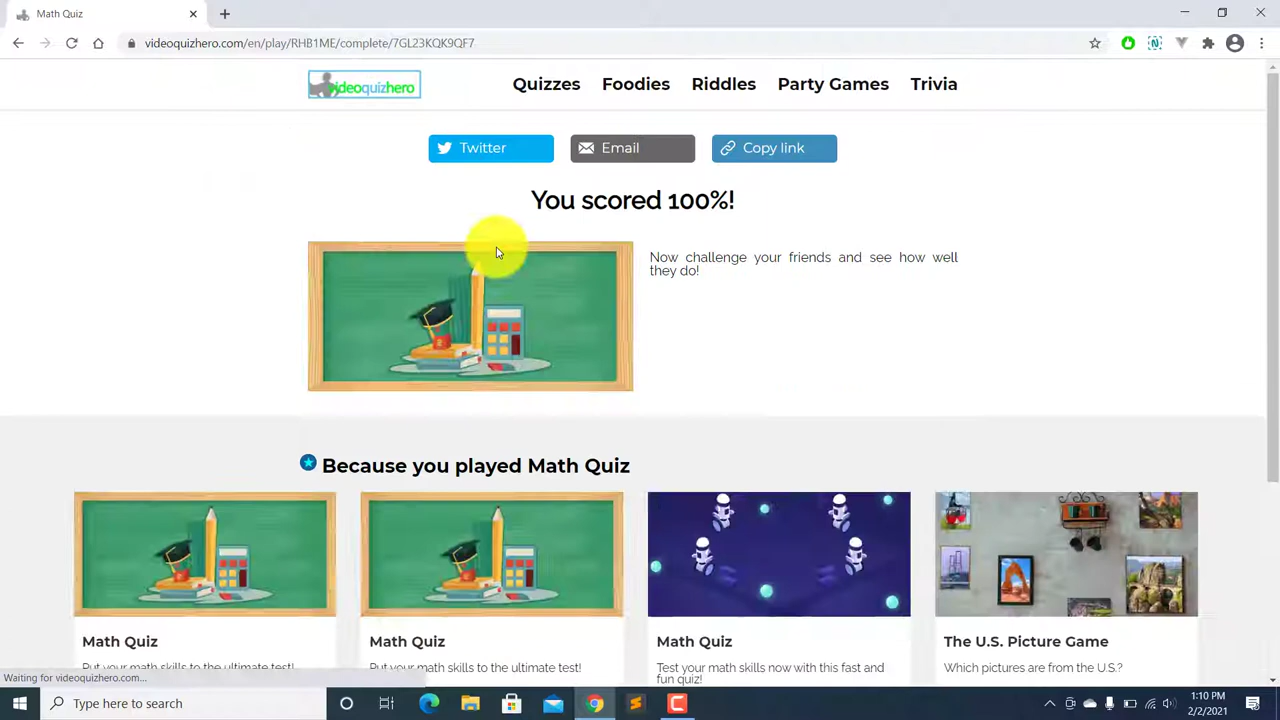 Math Quiz
videoquizhero.com/en/play/RHB1ME/complete/7GL23IQK9QF7
videoquizhero
Quizzes
Foodies
Riddles
Party Games
Trivia
Twitter
Email
Copy link
You scored 100%!
Now challenge your friends and see how well
they do!
Because you played Math Quiz
Math Quiz
Put your math skills to the ultimate test!
Math Quiz
Put your math skills to the ultimate test!
Math Quiz
Test your math skills now with this fast and
fun quiz!
The U.S. Picture Game
Which pictures are from the U.S.?
Waiting for videoquizhero.com...
Type here to search
1:10 PM
2/2/2021